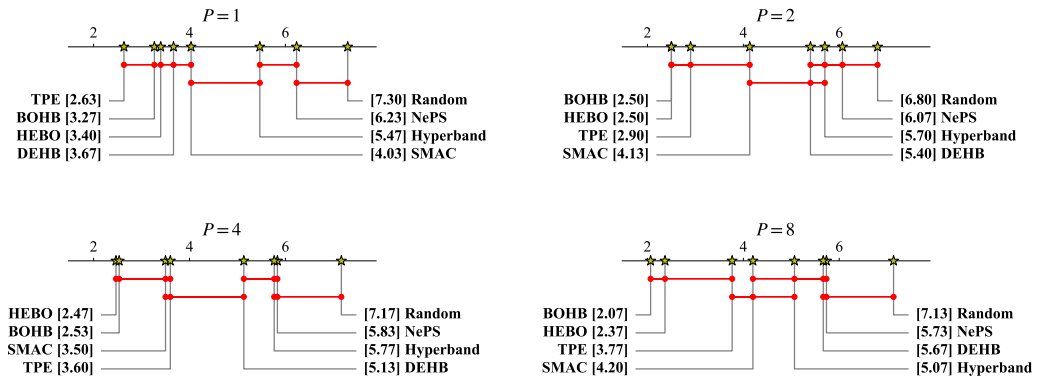 P = 1
2 4 6
TPE [2.63]
BOHB [3.27]
HEBO [3.40]
DEHB [3.67]
[7.30] Random
[6.23] NePS
[5.47] Hyperband
[4.03] SMAC
P = 2
2 4 6
BOHB [2.50]
HEBO [2.50]
TPE [2.90]
SMAC [4.13]
[6.80] Random
[6.07] NePS
[5.70] Hyperband
[5.40] DEHB
P = 4
2 4 6
HEBO [2.47]
BOHB [2.53]
SMAC [3.50]
TPE [3.60]
[7.17] Random
[5.83] NePS
[5.77] Hyperband
[5.13] DEHB
P = 8
2 4 6
BOHB [2.07]
HEBO [2.37]
TPE [3.77]
SMAC [4.20]
[7.13] Random
[5.73] NePS
[5.67] DEHB
[5.07] Hyperband